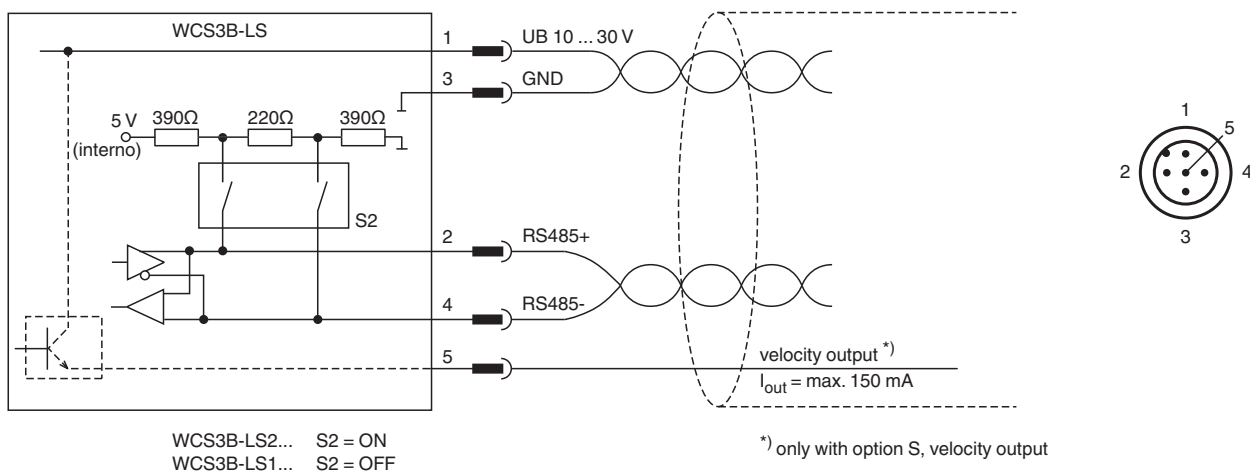 WCS3B-LS
1
UB 10 ... 30 V
3
GND
5 V
(interno)
390Ω
220Ω
390Ω
S2
2
RS485+
4
RS485-
5
velocity output *)
Iout = max. 150 mA
1
5
2
4
3
WCS3B-LS2... S2 = ON
WCS3B-LS1... S2 = OFF
*) only with option S, velocity output